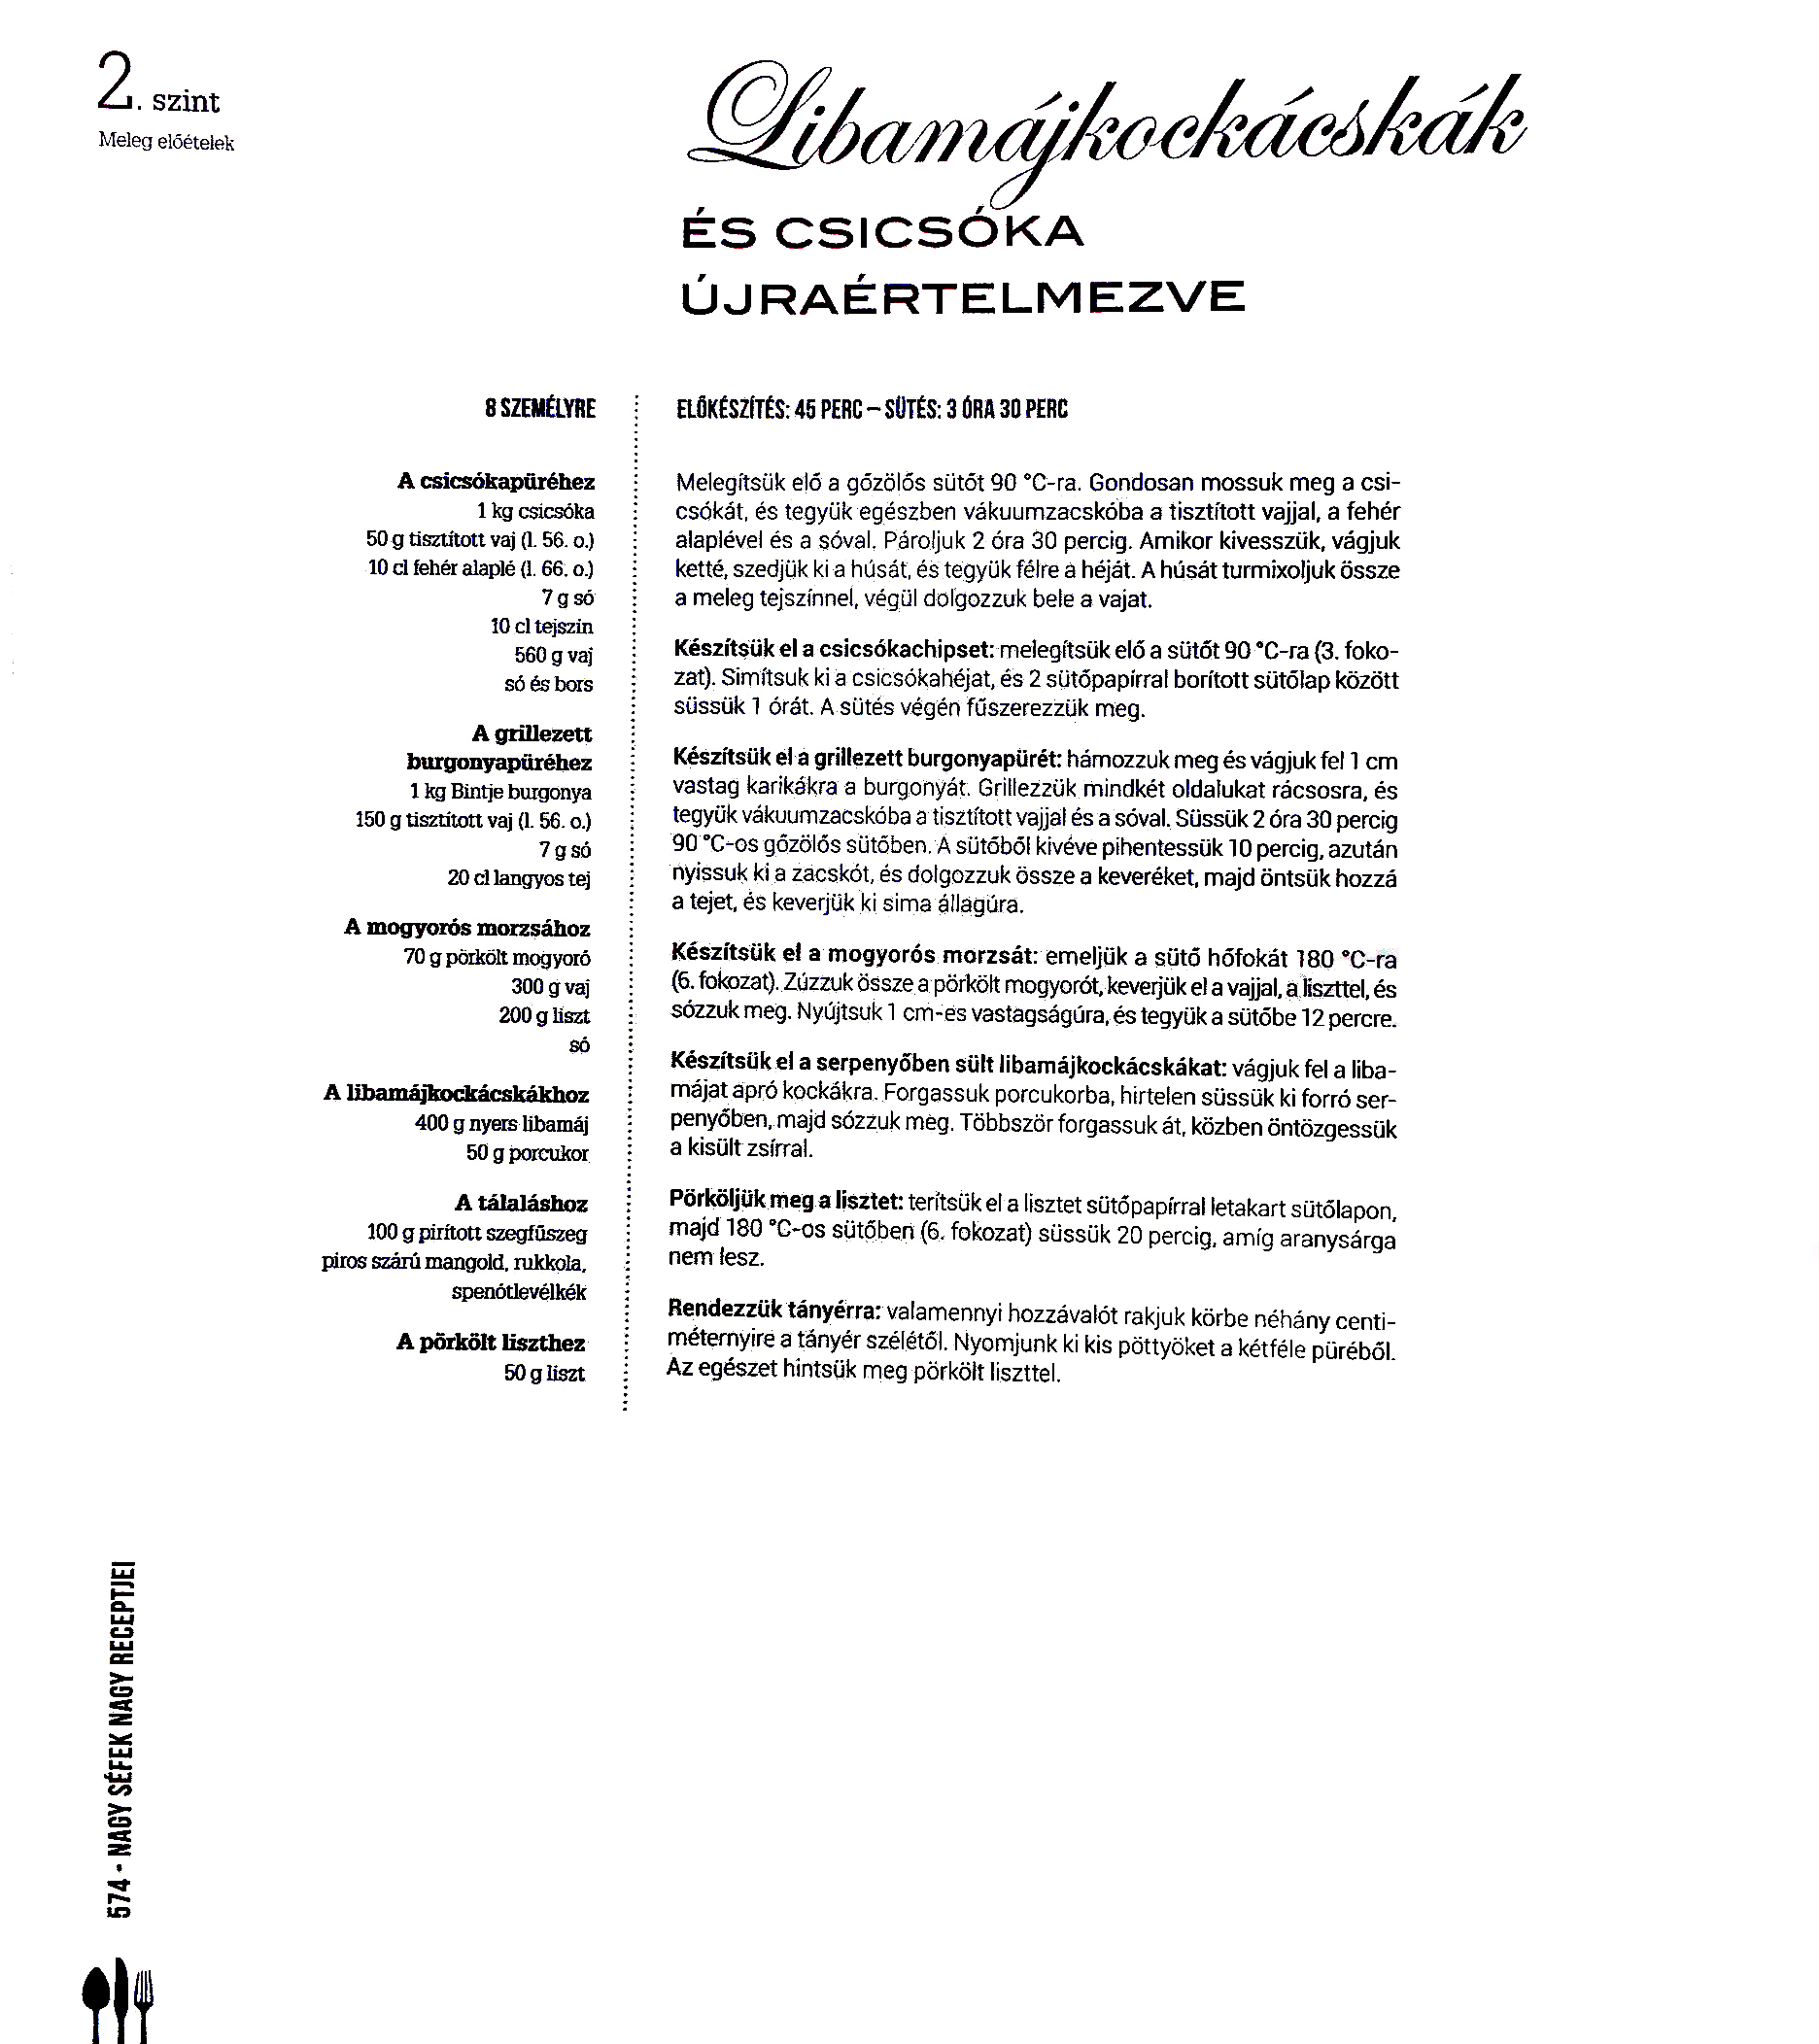 2. szint
Meleg előételek
Libamájkockácskák
ÉS CSICSÓKA
ÚJRAÉRTELMEZVE
8 SZEMÉLYRE
A csicsókapüréhez
1 kg csicsóka
50 g tisztított vaj (l. 56. o.)
10 cl fehér alaplé (l. 66. o.)
7 g só
10 cl tejszín
560 g vaj
só és bors
A grillezett
burgonyapüréhez
1 kg Bintje burgonya
150 g tisztított vaj (l. 56. o.)
7 g só
20 cl langyos tej
A mogyorós morzsához
70 g pörkölt mogyoró
300 g vaj
200 g liszt
só
A libamájkockácskákhoz
400 g nyers libamáj
50 g porcukor
A tálaláshoz
100 g pirított szegfűszeg
piros szárú mangold, rukkola,
spenótlevélkék
A pörkölt liszthez
50 g liszt
ELŐKÉSZÍTÉS: 45 PERC – SÜTÉS: 3 ÓRA 30 PERC
Melegítsük elő a gőzölős sütőt 90 °C-ra. Gondosan mossuk meg a csi-
csókát, és tegyük egészben vákuumzacskóba a tisztított vajjal, a fehér
alaplével és a sóval. Pároljuk 2 óra 30 percig. Amikor kivesszük, vágjuk
ketté, szedjük ki a húsát, és tegyük félre a héját. A húsát turmixoljuk össze
a meleg tejszínnel, végül dolgozzuk bele a vajat.
Készítsük el a csicsókachipset: melegítsük elő a sütőt 90 °C-ra (3. foko-
zat). Simítsuk ki a csicsókahéjat, és 2 sütőpapírral borított sütőlap között
süssük 1 órát. A sütés végén fűszerezzük meg.
Készítsük el a grillezett burgonyapürét: hámozzuk meg és vágjuk fel 1 cm
vastag karikákra a burgonyát. Grillezzük mindkét oldalukat rácsosra, és
tegyük vákuumzacskóba a tisztított vajjal és a sóval. Süssük 2 óra 30 percig
90 °C-os gőzölős sütőben. A sütőből kivéve pihentessük 10 percig, azután
nyissuk ki a zacskót, és dolgozzuk össze a keveréket, majd öntsük hozzá
a tejet, és keverjük ki sima állagúra.
Készítsük el a mogyorós morzsát: emeljük a sütő hőfokát 180 °C-ra
(6. fokozat). Zúzzuk össze a pörkölt mogyorót, keverjük el a vajjal, a liszttel, és
sózzuk meg. Nyújtsuk 1 cm-es vastagságúra, és tegyük a sütőbe 12 percre.
Készítsük el a serpenyőben sült libamájkockácskákat: vágjuk fel a liba-
májat apró kockákra. Forgassuk porcukorba, hirtelen süssük ki forró ser-
penyőben, majd sózzuk meg. Többször forgassuk át, közben öntözgessük
a kisült zsírral.
Pörköljük meg a lisztet: terítsük el a lisztet sütőpapírral letakart sütőlapon,
majd 180 °C-os sütőben (6. fokozat) süssük 20 percig, amíg aranysárga
nem lesz.
Rendezzük tányérra: valamennyi hozzávalót rakjuk körbe néhány centi-
méternyire a tányér szélétől. Nyomjunk ki kis pöttyöket a kétféle püréből.
Az egészet hintsük meg pörkölt liszttel.
574 - NAGY SÉFEK NAGY RECEPTJEI